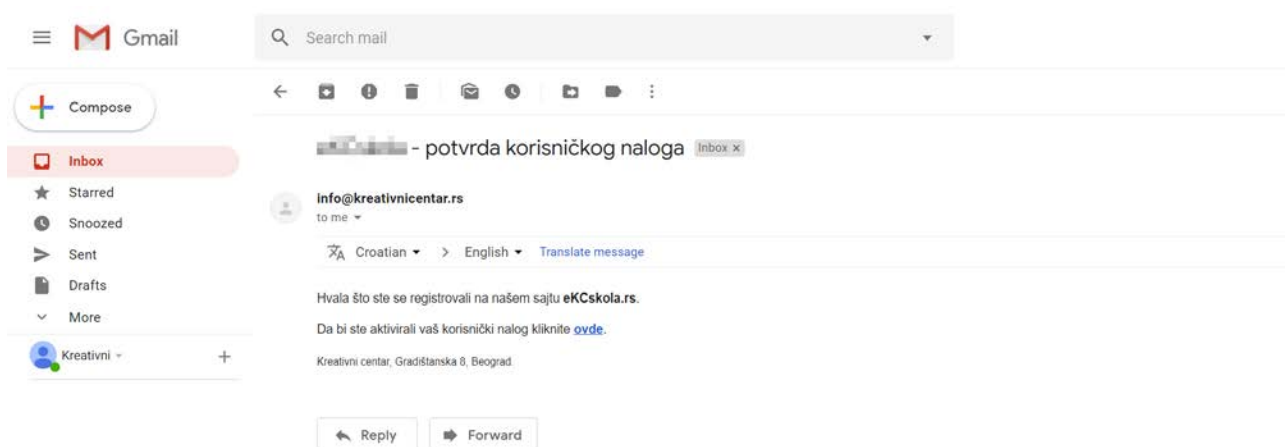 Gmail
Search mail
Compose
Inbox
Starred
Snoozed
Sent
Drafts
More
Kreativni
- potvrda korisničkog naloga Inbox x
info@kreativnicentar.rs
to me
Croatian > English Translate message
Hvala što ste se registrovali na našem sajtu eKCskola.rs.
Da bi ste aktivirali vaš korisnički nalog kliknite ovde.
Kreativni centar, Gradištanska 8, Beograd.
Reply Forward